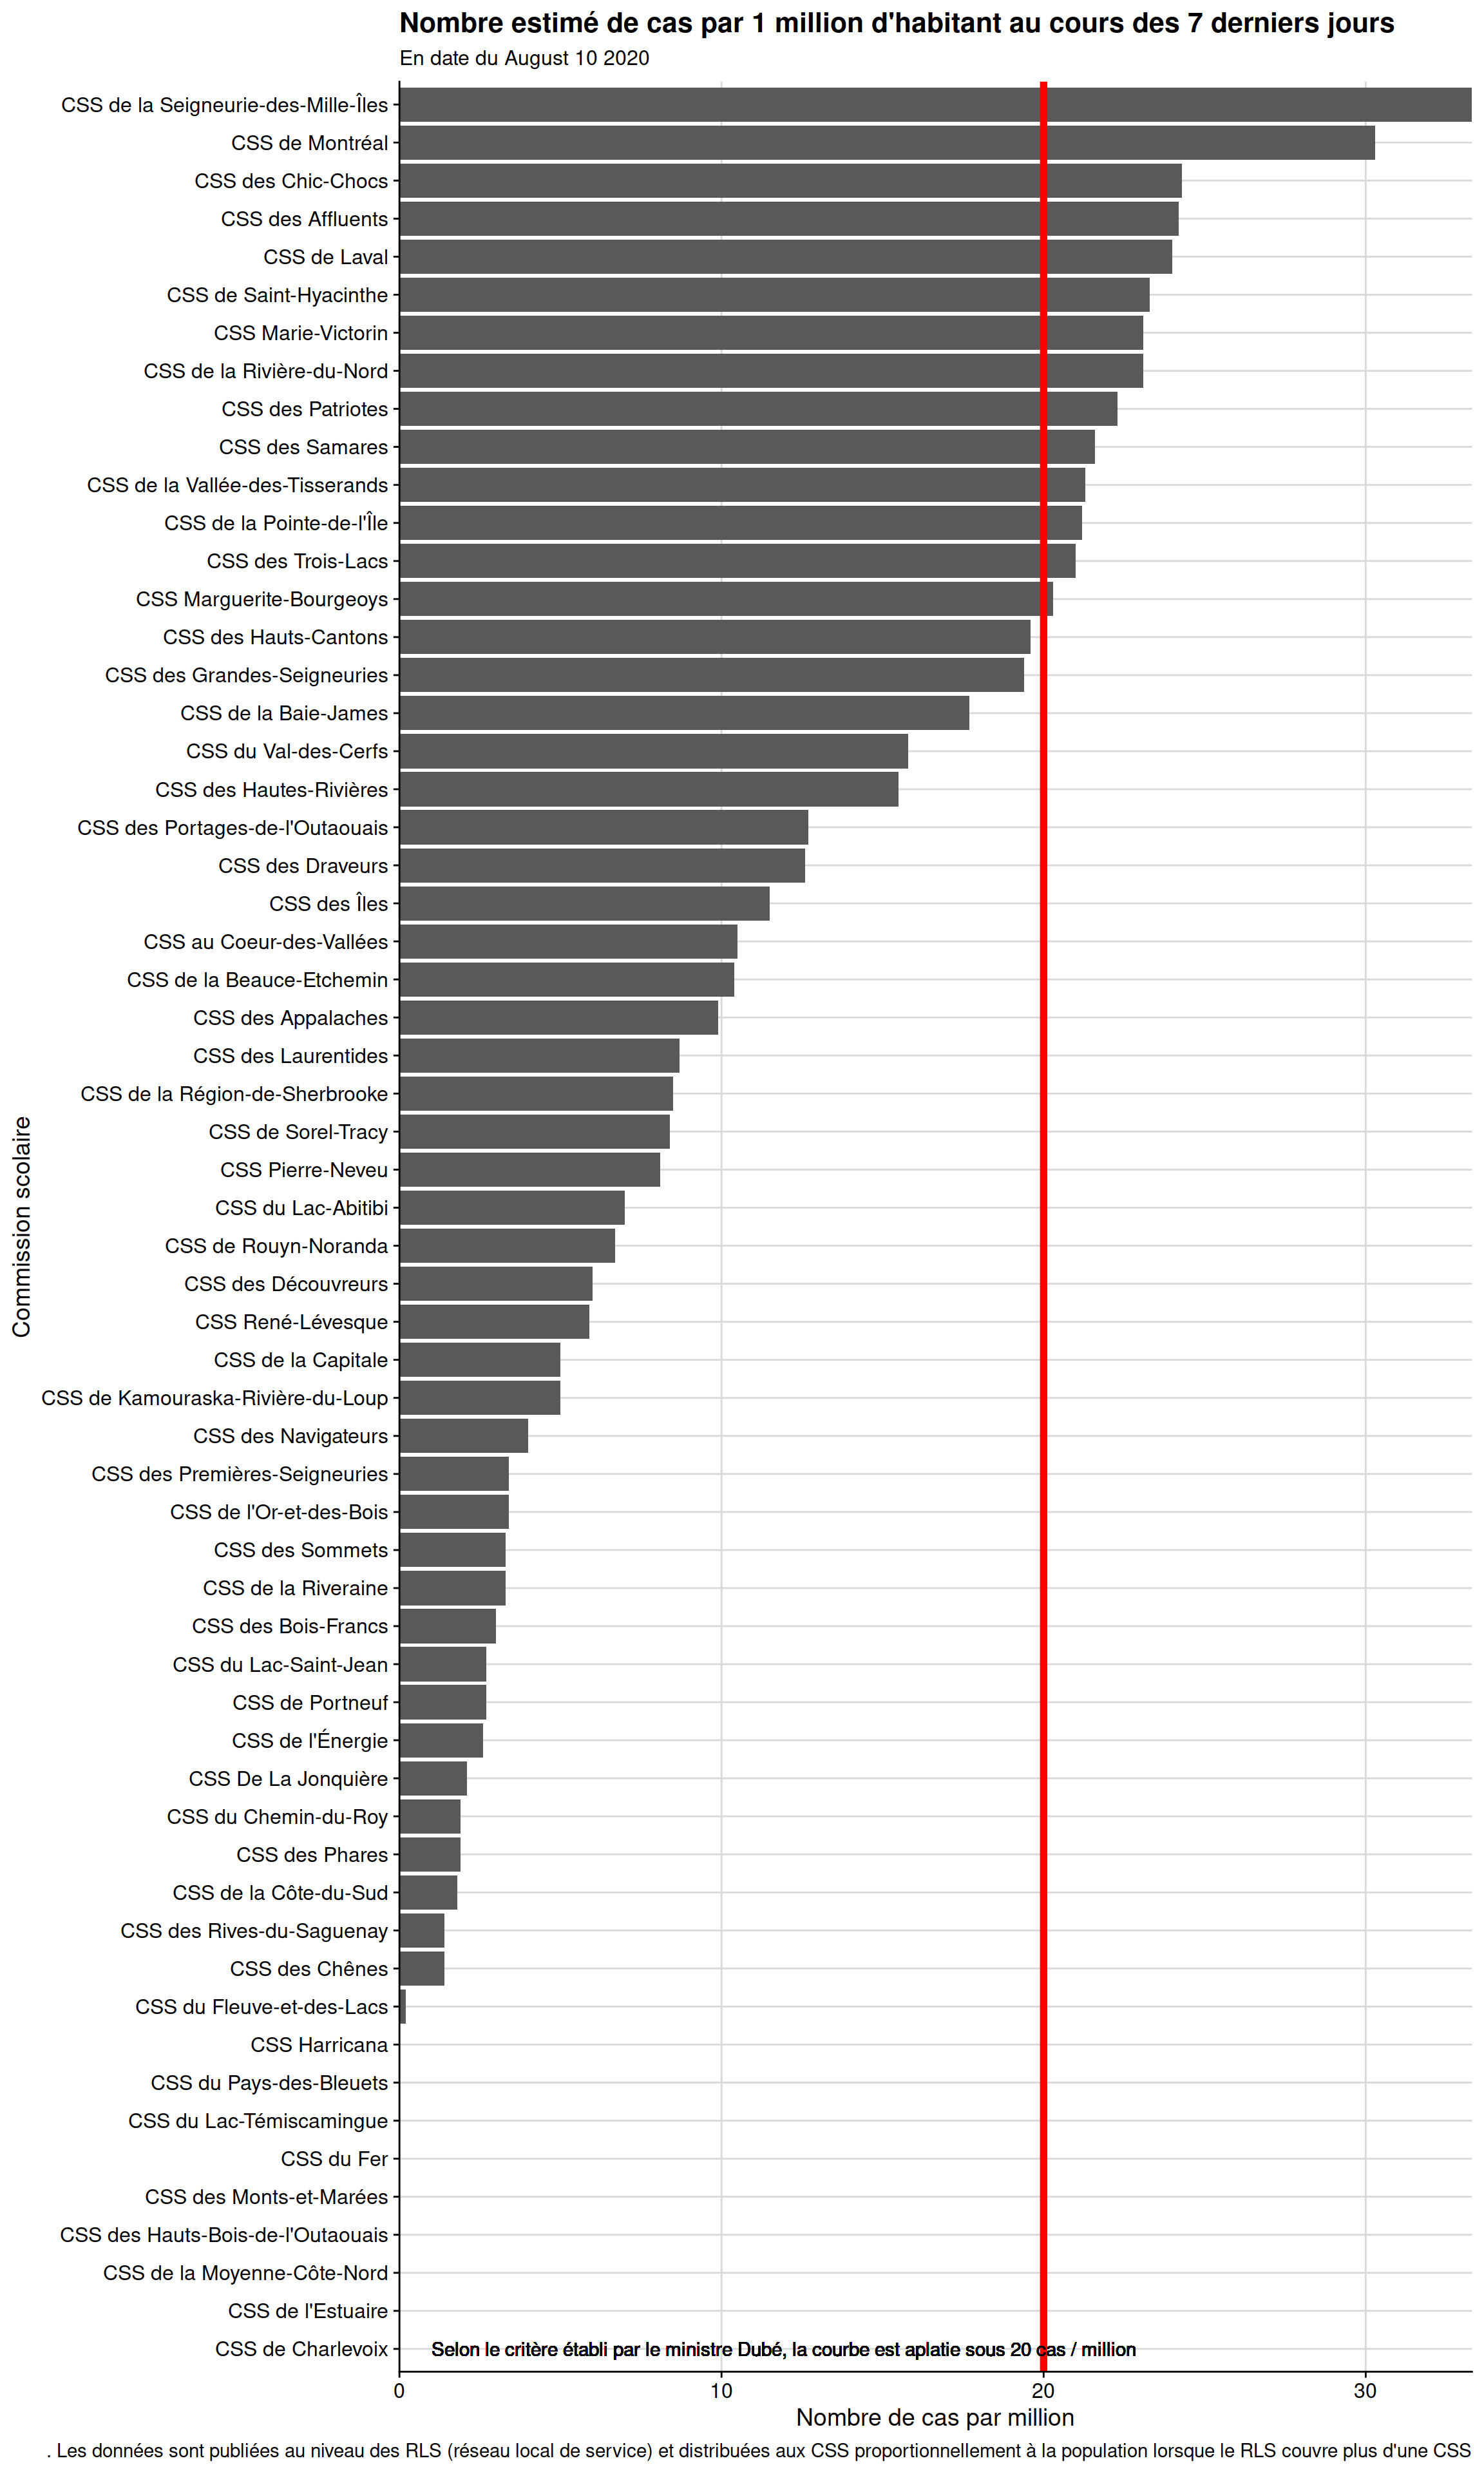 Nombre estimé de cas par 1 million d'habitant au cours des 7 derniers jours
En date du August 10 2020
CSS de la Seigneurie-des-Mille-Îles
CSS de Montréal
CSS des Chic-Chocs
CSS des Affluents
CSS de Laval
CSS de Saint-Hyacinthe
CSS Marie-Victorin
CSS de la Rivière-du-Nord
CSS des Patriotes
CSS des Samares
CSS de la Vallée-des-Tisserands
CSS de la Pointe-de-l'Île
CSS des Trois-Lacs
CSS Marguerite-Bourgeoys
CSS des Hauts-Cantons
CSS des Grandes-Seigneuries
CSS de la Baie-James
CSS du Val-des-Cerfs
CSS des Hautes-Rivières
CSS des Portages-de-l'Outaouais
CSS des Draveurs
CSS des Îles
CSS au Coeur-des-Vallées
CSS de la Beauce-Etchemin
CSS des Appalaches
CSS des Laurentides
CSS de la Région-de-Sherbrooke
CSS de Sorel-Tracy
CSS Pierre-Neveu
CSS du Lac-Abitibi
CSS de Rouyn-Noranda
CSS des Découvreurs
CSS René-Lévesque
CSS de la Capitale
CSS de Kamouraska-Rivière-du-Loup
CSS des Navigateurs
CSS des Premières-Seigneuries
CSS de l'Or-et-des-Bois
CSS des Sommets
CSS de la Riveraine
CSS des Bois-Francs
CSS du Lac-Saint-Jean
CSS de Portneuf
CSS de l'Énergie
CSS De La Jonquière
CSS du Chemin-du-Roy
CSS des Phares
CSS de la Côte-du-Sud
CSS des Rives-du-Saguenay
CSS des Chênes
CSS du Fleuve-et-des-Lacs
CSS Harricana
CSS du Pays-des-Bleuets
CSS du Lac-Témiscamingue
CSS du Fer
CSS des Monts-et-Marées
CSS des Hauts-Bois-de-l'Outaouais
CSS de la Moyenne-Côte-Nord
CSS de l'Estuaire
CSS de Charlevoix
Selon le critère établi par le ministre Dubé, la courbe est aplatie sous 20 cas / million
Commission scolaire
0 10 20 30
Nombre de cas par million
. Les données sont publiées au niveau des RLS (réseau local de service) et distribuées aux CSS proportionnellement à la population lorsque le RLS couvre plus d'une CSS